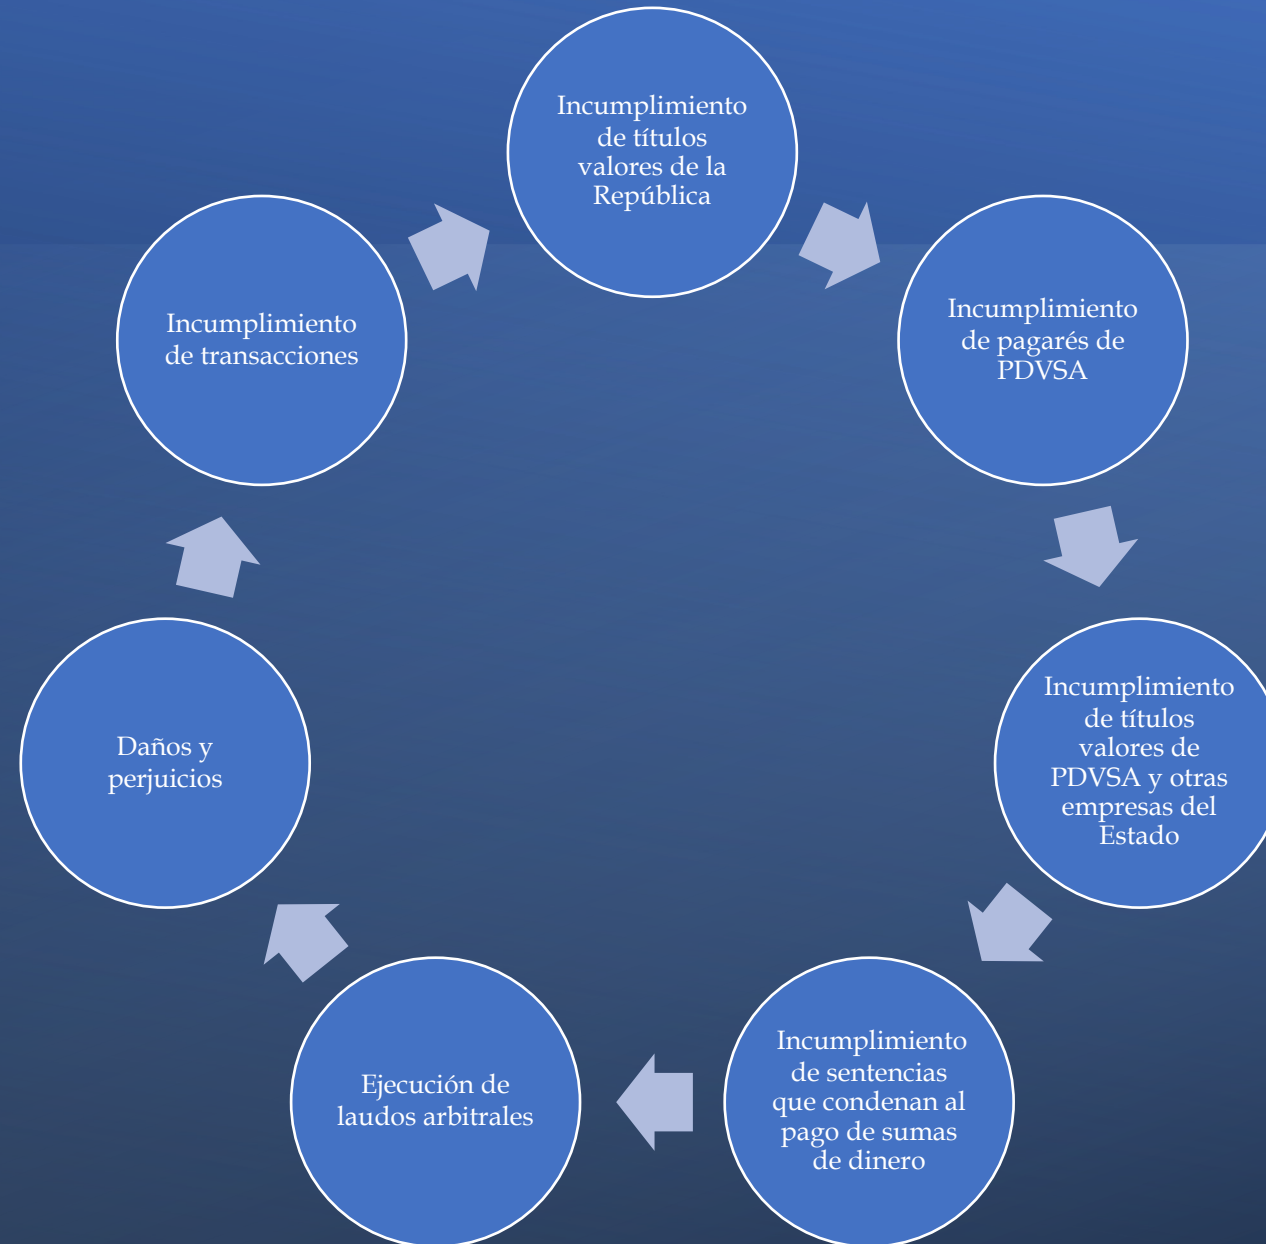 Incumplimiento
de títulos
valores de la
República
Incumplimiento
de pagarés de
PDVSA
Incumplimiento
de títulos
valores de
PDVSA y otras
empresas del
Estado
Incumplimiento
de sentencias
que condenan al
pago de sumas
de dinero
Ejecución de
laudos arbitrales
Daños y
perjuicios
Incumplimiento
de transacciones